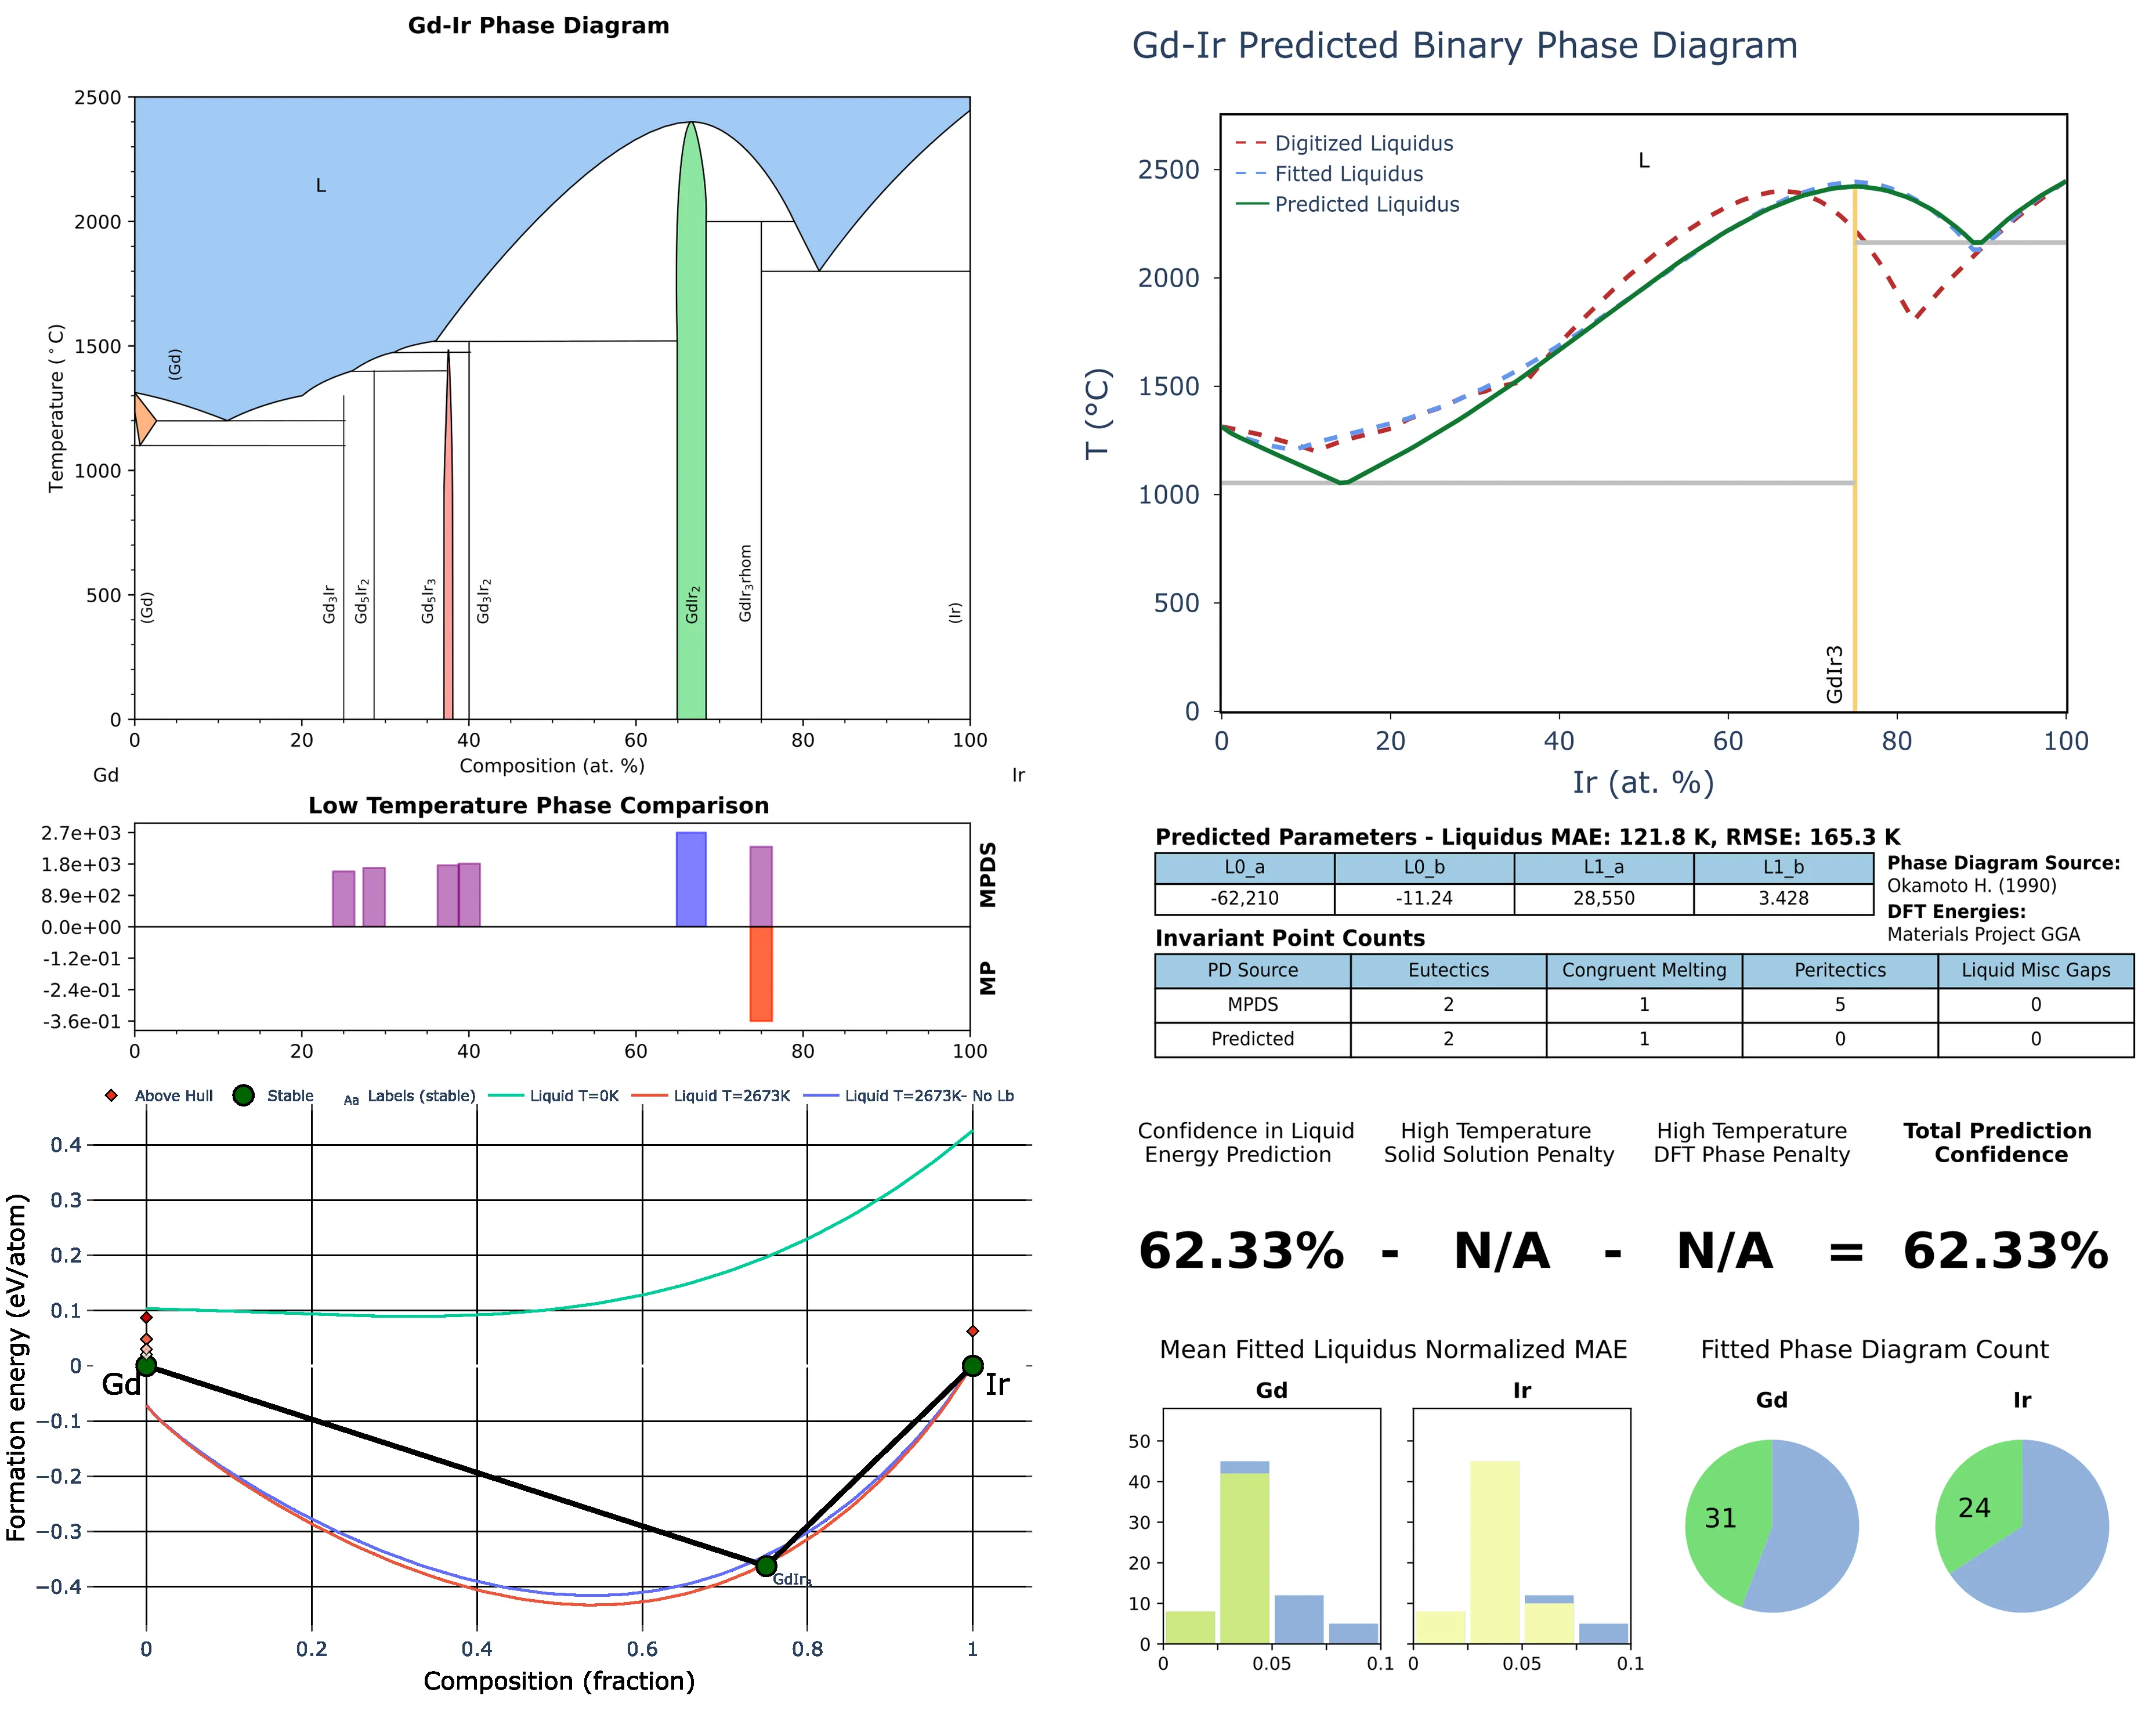 Gd-Ir Phase Diagram
2500
2000
1500
1000
500
0
Temperature (°C)
L
(Gd)
(Gd)
Gd3Ir
Gd5Ir2
Gd5Ir3
Gd3Ir2
GdIr2
GdIr3rhom
(Ir)
0 20 40 60 80 100
Composition (at. %)
Gd Ir
Low Temperature Phase Comparison
2.7e+03
1.8e+03
8.9e+02
0.0e+00
-1.2e-01
-2.4e-01
-3.6e-01
MPDS
MP
0 20 40 60 80 100
Above Hull Stable Aa Labels (stable) Liquid T=0K Liquid T=2673K Liquid T=2673K- No Lb
0.4
0.3
0.2
0.1
0
−0.1
−0.2
−0.3
−0.4
Formation energy (eV/atom)
Gd
Ir
GdIr3
0 0.2 0.4 0.6 0.8 1
Composition (fraction)
Gd-Ir Predicted Binary Phase Diagram
Digitized Liquidus
Fitted Liquidus
Predicted Liquidus
L
2500
2000
1500
1000
500
0
T (°C)
GdIr3
0 20 40 60 80 100
Ir (at. %)
Predicted Parameters - Liquidus MAE: 121.8 K, RMSE: 165.3 K
L0_a L0_b L1_a L1_b
-62,210 -11.24 28,550 3.428
Phase Diagram Source:
Okamoto H. (1990)
DFT Energies:
Materials Project GGA
Invariant Point Counts
PD Source Eutectics Congruent Melting Peritectics Liquid Misc Gaps
MPDS 2 1 5 0
Predicted 2 1 0 0
Confidence in Liquid
Energy Prediction
High Temperature
Solid Solution Penalty
High Temperature
DFT Phase Penalty
Total Prediction
Confidence
62.33% - N/A - N/A = 62.33%
Mean Fitted Liquidus Normalized MAE
Gd
Ir
50
40
30
20
10
0
0 0.05 0.1
0 0.05 0.1
Fitted Phase Diagram Count
Gd
Ir
31
24